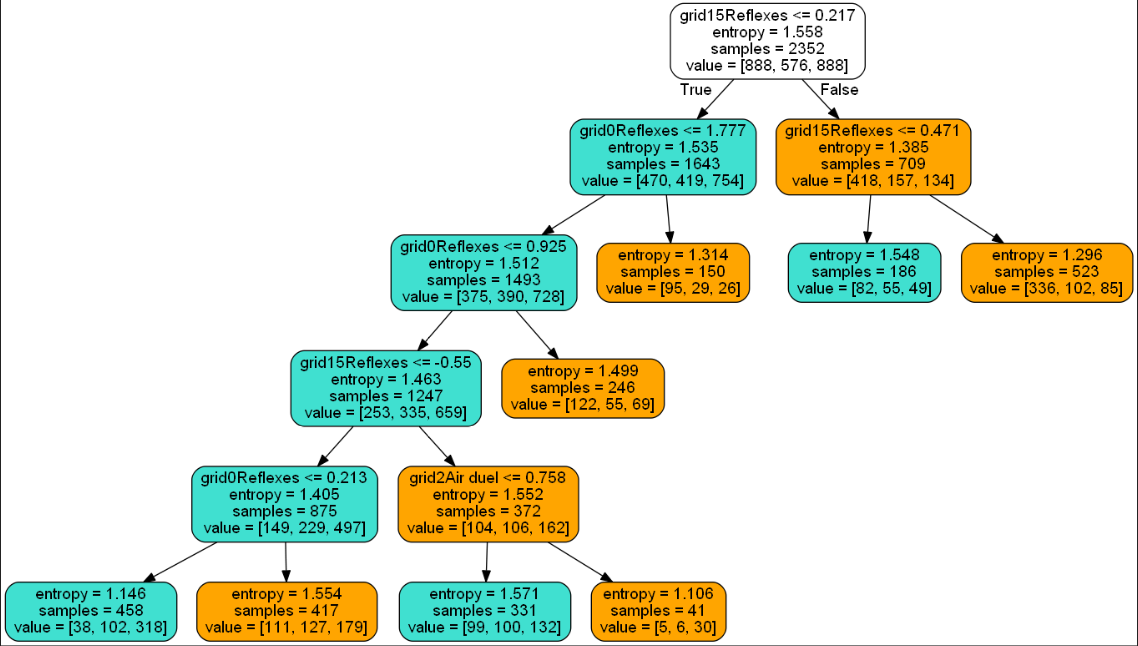 grid15Reflexes <= 0.217
entropy = 1.558
samples = 2352
value = [888, 576, 888]
True
False
grid0Reflexes <= 1.777
entropy = 1.535
samples = 1643
value = [470, 419, 754]
grid15Reflexes <= 0.471
entropy = 1.385
samples = 709
value = [418, 157, 134]
grid0Reflexes <= 0.925
entropy = 1.512
samples = 1493
value = [375, 390, 728]
entropy = 1.314
samples = 150
value = [95, 29, 26]
entropy = 1.548
samples = 186
value = [82, 55, 49]
entropy = 1.296
samples = 523
value = [336, 102, 85]
grid15Reflexes <= -0.55
entropy = 1.463
samples = 1247
value = [253, 335, 659]
entropy = 1.499
samples = 246
value = [122, 55, 69]
grid0Reflexes <= 0.213
entropy = 1.405
samples = 875
value = [149, 229, 497]
grid2Air duel <= 0.758
entropy = 1.552
samples = 372
value = [104, 106, 162]
entropy = 1.146
samples = 458
value = [38, 102, 318]
entropy = 1.554
samples = 417
value = [111, 127, 179]
entropy = 1.571
samples = 331
value = [99, 100, 132]
entropy = 1.106
samples = 41
value = [5, 6, 30]